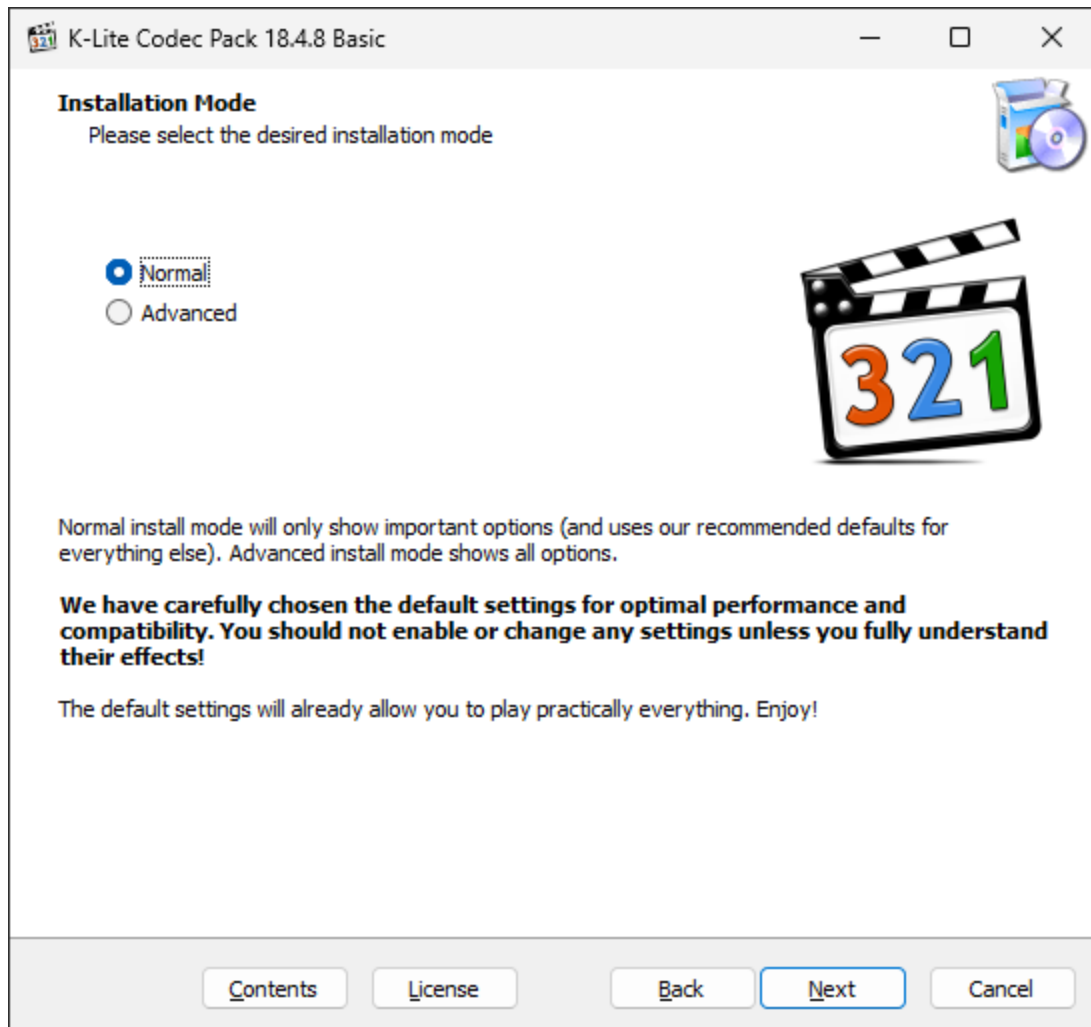 K-Lite Codec Pack 18.4.8 Basic
Installation Mode
Please select the desired installation mode
Normal
Advanced
321
Normal install mode will only show important options (and uses our recommended defaults for
everything else). Advanced install mode shows all options.
We have carefully chosen the default settings for optimal performance and
compatibility. You should not enable or change any settings unless you fully understand
their effects!
The default settings will already allow you to play practically everything. Enjoy!
Contents License Back Next Cancel